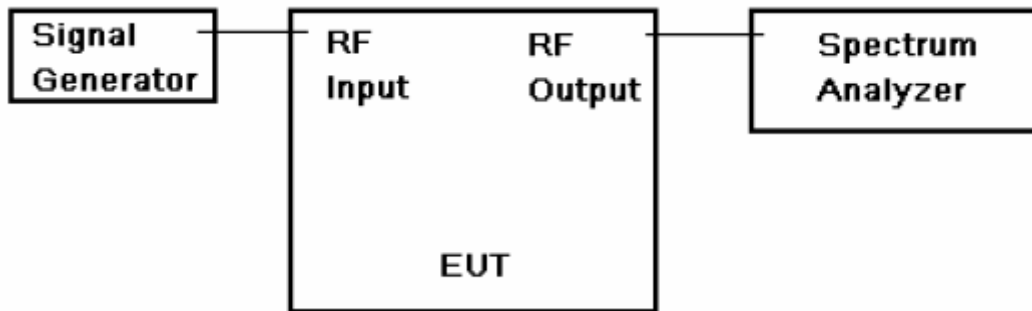 Signal
Generator
RF
Input
RF
Output
Spectrum
Analyzer
EUT